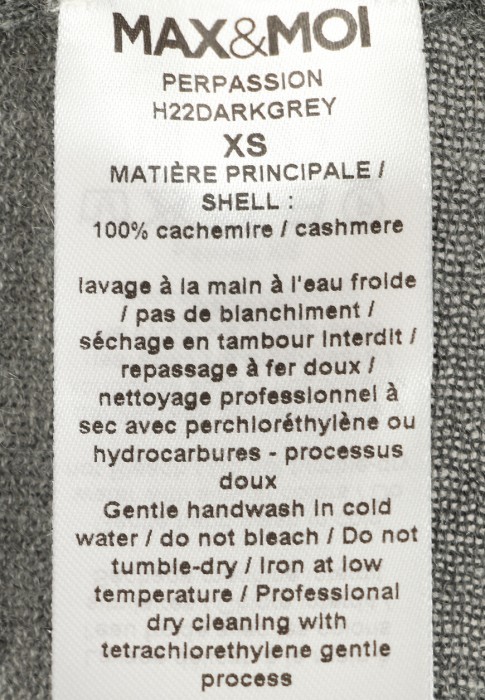 MAX&MOI
PERPASSION
H22DARKGREY
XS
MATIÈRE PRINCIPALE /
SHELL :
100% cachemire / cashmere
lavage à la main à l'eau froide
/ pas de blanchiment /
séchage en tambour interdit /
repassage à fer doux /
nettoyage professionnel à
sec avec perchloréthylène ou
hydrocarbures - processus
doux
Gentle handwash in cold
water / do not bleach / Do not
tumble-dry / Iron at low
temperature / Professional
dry cleaning with
tetrachlorethylene gentle
process